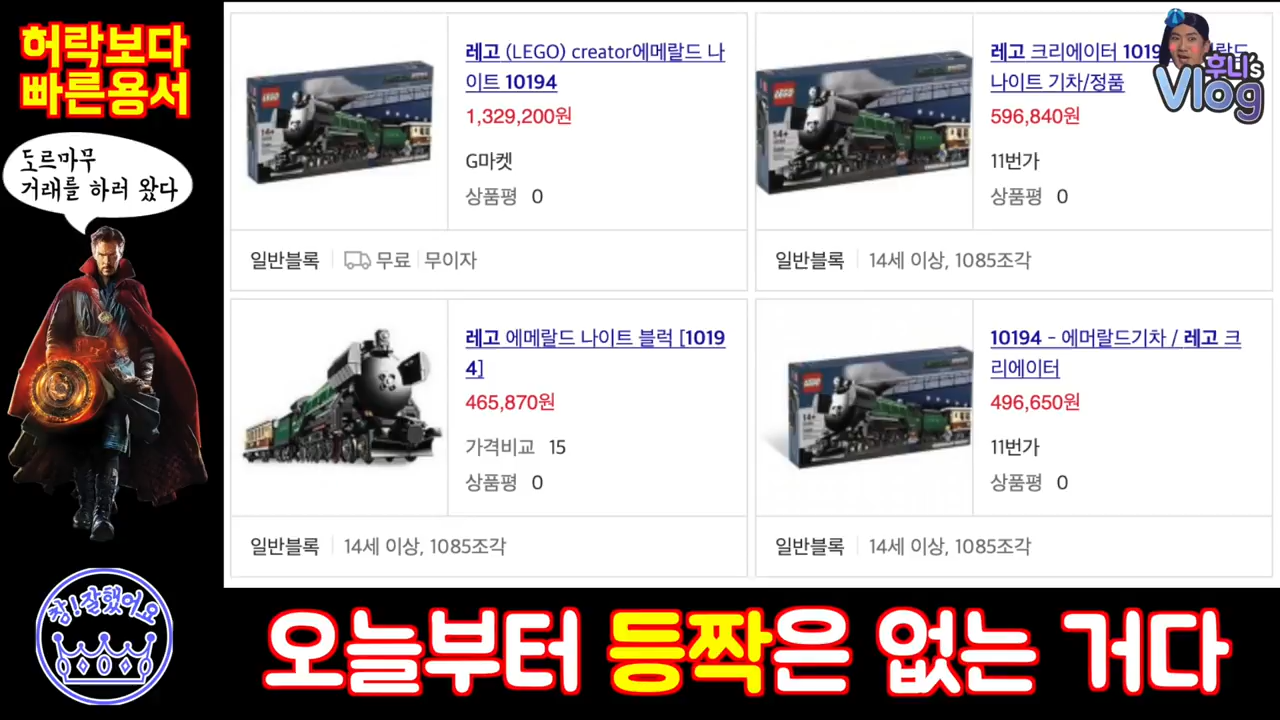 허락보다
빠른용서
도르마무
거래를 하러 왔다
참!잘했어요
레고 (LEGO) creator에메랄드 나
이트 10194
1,329,200원
G마켓
상품평 0
일반블록 무료 무이자
LEGO
14+
레고 크리에이터 1019
나이트 기차/정품
596,840원
11번가
상품평 0
일반블록 14세 이상, 1085조각
LEGO
14+
후니's
Vlog
레고 에메랄드 나이트 블럭 [1019
4]
465,870원
가격비교 15
상품평 0
일반블록 14세 이상, 1085조각
10194 - 에머랄드기차 / 레고 크
리에이터
496,650원
11번가
상품평 0
일반블록 14세 이상, 1085조각
LEGO
14+
오늘부터 등짝은 없는 거다